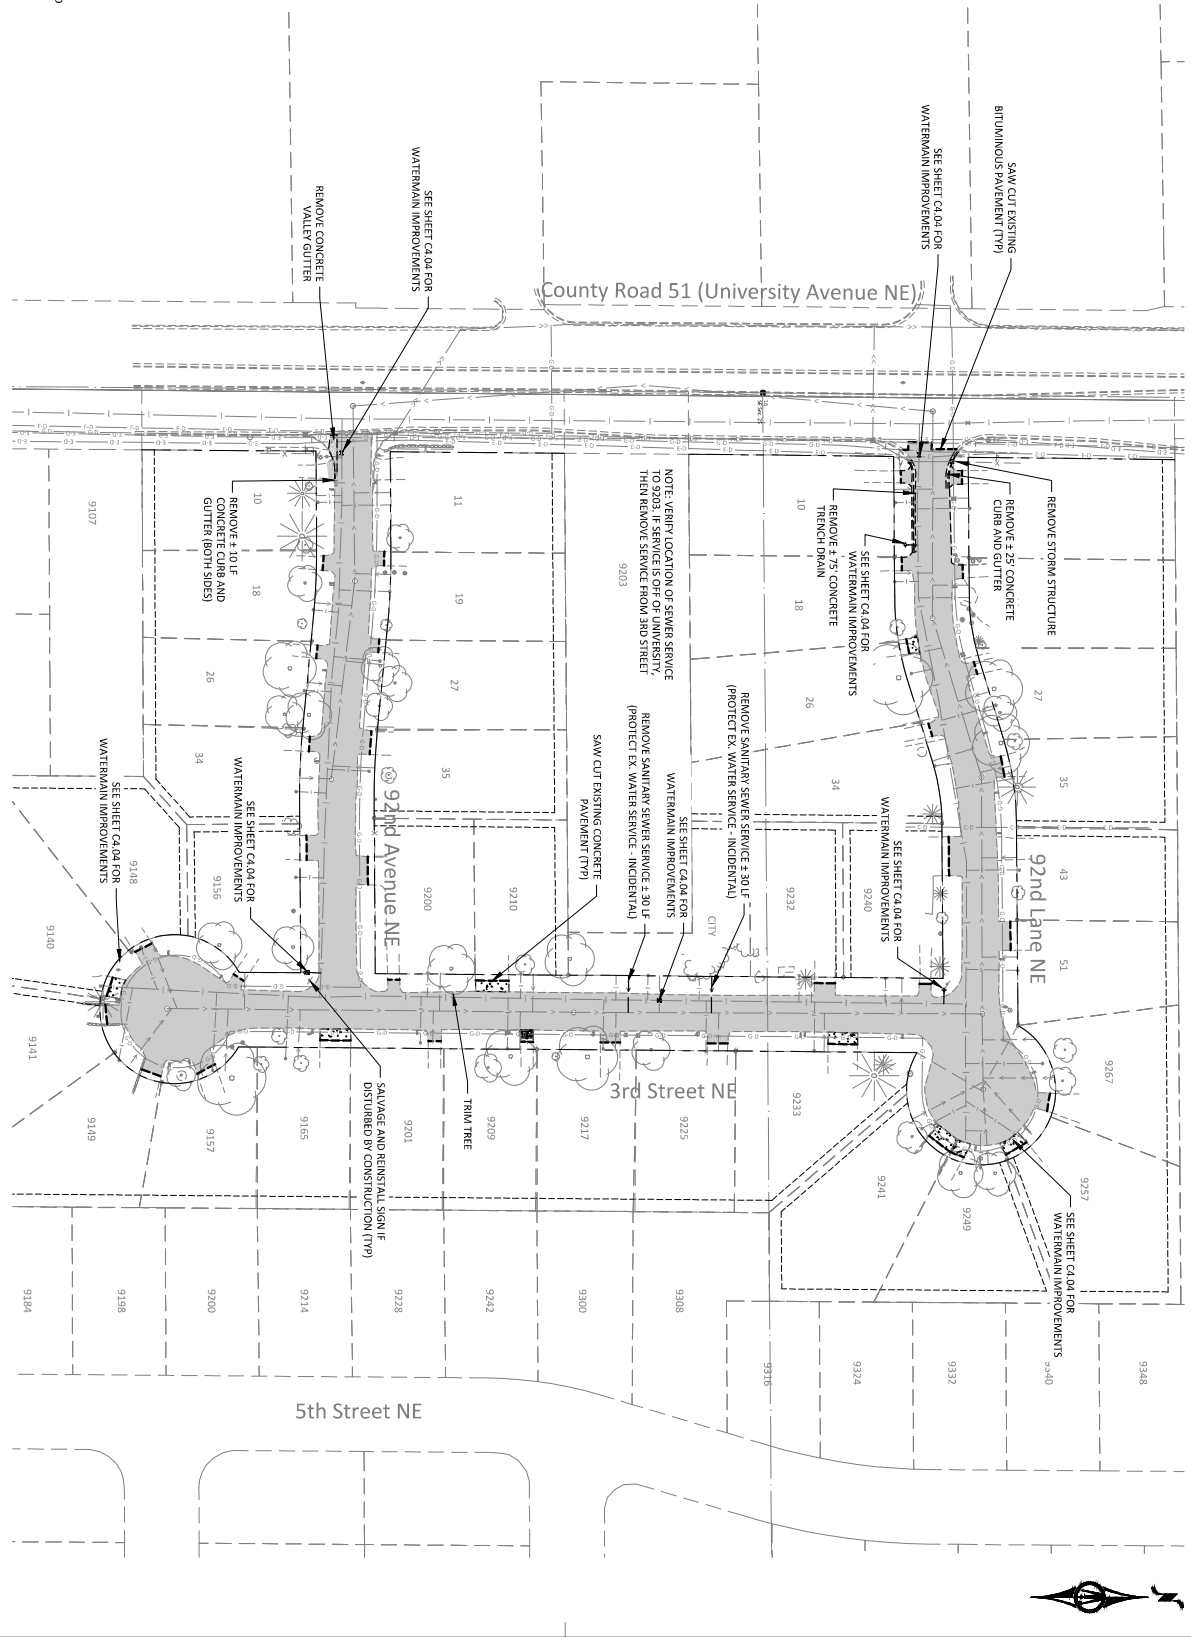 BITUMINOUS PAVEMENT (TYP)
SAW CUT EXISTING
SEE SHEET C4.04 FOR
WATERMAIN IMPROVEMENTS
SEE SHEET C4.04 FOR
WATERMAIN IMPROVEMENTS
REMOVE CONCRETE
VALLEY GUTTER
County Road 51 (University Avenue NE)
REMOVE STORM STRUCTURE
REMOVE ± 25' CONCRETE
CURB AND GUTTER
SEE SHEET C4.04 FOR
WATERMAIN IMPROVEMENTS
REMOVE ± 75' CONCRETE
TRENCH DRAIN
NOTE: VERIFY LOCATION OF SEWER SERVICE
TO 9203. IF SERVICE IS OFF OF UNIVERSITY,
THEN REMOVE SERVICE FROM 3RD STREET
REMOVE ± 10 LF
CONCRETE CURB AND
GUTTER (BOTH SIDES)
9107
10
18
26
34
11
19
27
35
9203
10
18
26
34
27
35
43
51
REMOVE SANITARY SEWER SERVICE ± 30 LF
(PROTECT EX. WATER SERVICE - INCIDENTAL)
SEE SHEET C4.04 FOR
WATERMAIN IMPROVEMENTS
REMOVE SANITARY SEWER SERVICE ± 30 LF
(PROTECT EX. WATER SERVICE - INCIDENTAL)
SAW CUT EXISTING CONCRETE
PAVEMENT (TYP)
SEE SHEET C4.04 FOR
WATERMAIN IMPROVEMENTS
SEE SHEET C4.04 FOR
WATERMAIN IMPROVEMENTS
SEE SHEET C4.04 FOR
WATERMAIN IMPROVEMENTS
92nd Avenue NE
92nd Lane NE
9140
9148
9156
9200
9210
CITY
9232
9240
3rd Street NE
TRIM TREE
SALVAGE AND REINSTALL SIGN IF
DISTURBED BY CONSTRUCTION (TYP)
9141
9149
9157
9165
9201
9209
9217
9225
9233
9241
9249
9257
9267
SEE SHEET C4.04 FOR
WATERMAIN IMPROVEMENTS
9184
9198
9200
9214
9228
9242
9300
9308
9316
9324
9332
9348
5th Street NE
N